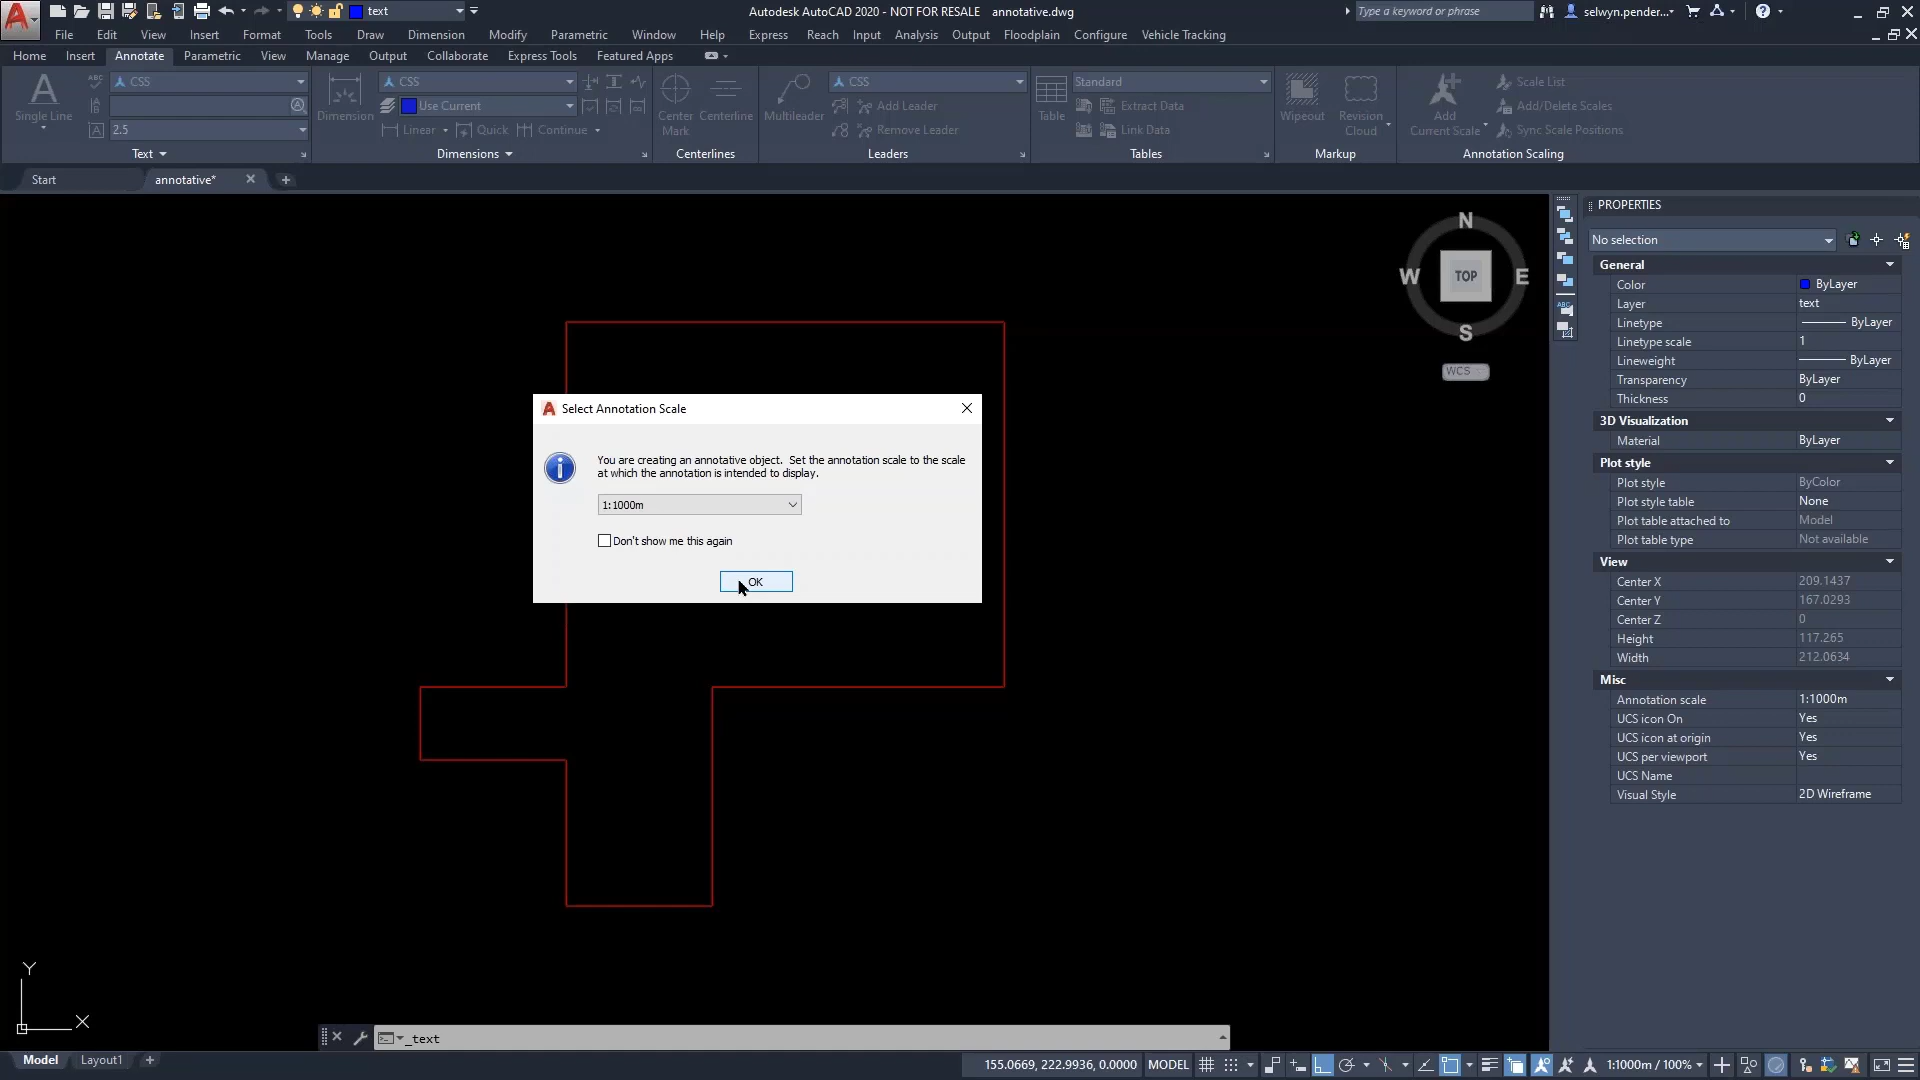 text
Autodesk AutoCAD 2020 - NOT FOR RESALE annotative.dwg
Type a keyword or phrase
selwyn.pender...
File Edit View Insert Format Tools Draw Dimension Modify Parametric Window Help Express Reach Input Analysis Output Floodplain Configure Vehicle Tracking
Home Insert Annotate Parametric View Manage Output Collaborate Express Tools Featured Apps
A
Single Line
ABC
CSS
2.5
Text
Dimension
CSS
Use Current
Linear Quick Continue
Dimensions
Center Mark
Centerline
Centerlines
Multileader
CSS
Add Leader
Remove Leader
Leaders
Table
Standard
Extract Data
Link Data
Tables
Wipeout
Revision Cloud
Markup
Add Current Scale
Scale List
Add/Delete Scales
Sync Scale Positions
Annotation Scaling
Start annotative*
N
W TOP E
S
WCS
Select Annotation Scale
You are creating an annotative object. Set the annotation scale to the scale
at which the annotation is intended to display.
1:1000m
Don't show me this again
OK
PROPERTIES
No selection
General
Color ByLayer
Layer text
Linetype ByLayer
Linetype scale 1
Lineweight ByLayer
Transparency ByLayer
Thickness 0
3D Visualization
Material ByLayer
Plot style
Plot style ByColor
Plot style table None
Plot table attached to Model
Plot table type Not available
View
Center X 209.1437
Center Y 167.0293
Center Z 0
Height 117.265
Width 212.0634
Misc
Annotation scale 1:1000m
UCS icon On Yes
UCS icon at origin Yes
UCS per viewport Yes
UCS Name
Visual Style 2D Wireframe
Y
X
_text
Model Layout1
155.0669, 222.9936, 0.0000 MODEL 1:1000m / 100%